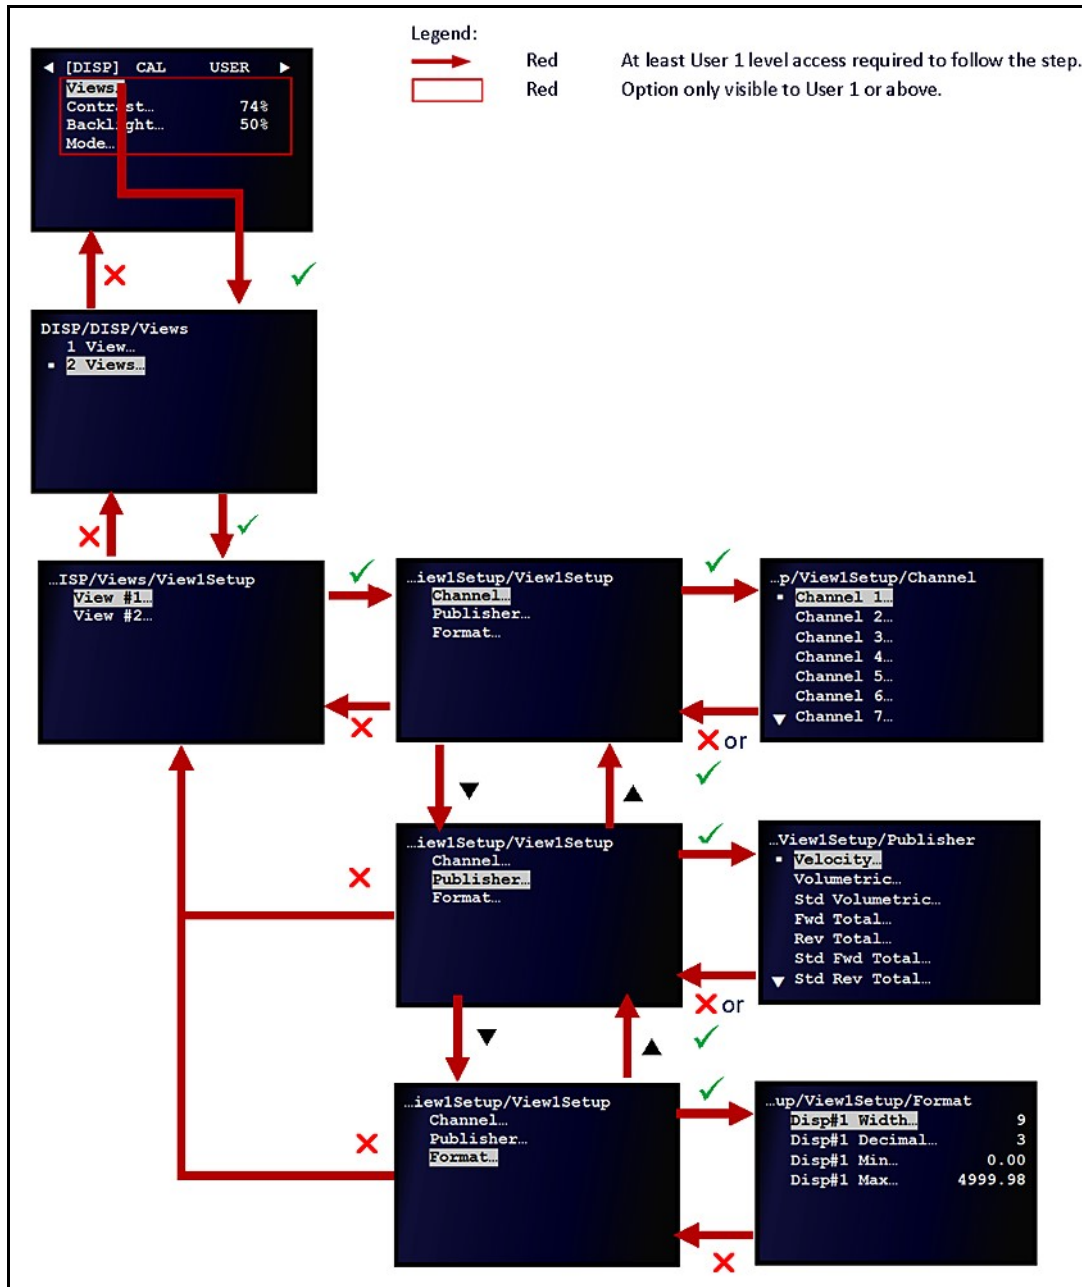 Legend:
Red At least User 1 level access required to follow the step.
Red Option only visible to User 1 or above.
◀ [DISP] CAL USER ▶
Views…
Contrast… 74%
Backlight… 50%
Mode…
DISP/DISP/Views
1 View…
▪ 2 Views…
…ISP/Views/View1Setup
View #1…
View #2…
…iew1Setup/View1Setup
Channel…
Publisher…
Format…
…p/View1Setup/Channel
▪ Channel 1…
Channel 2…
Channel 3…
Channel 4…
Channel 5…
Channel 6…
▼ Channel 7…
or
…iew1Setup/View1Setup
Channel…
Publisher…
Format…
…View1Setup/Publisher
▪ Velocity…
Volumetric…
Std Volumetric…
Fwd Total…
Rev Total…
Std Fwd Total…
▼ Std Rev Total…
or
…iew1Setup/View1Setup
Channel…
Publisher…
Format…
…up/View1Setup/Format
Disp#1 Width… 9
Disp#1 Decimal… 3
Disp#1 Min… 0.00
Disp#1 Max… 4999.98